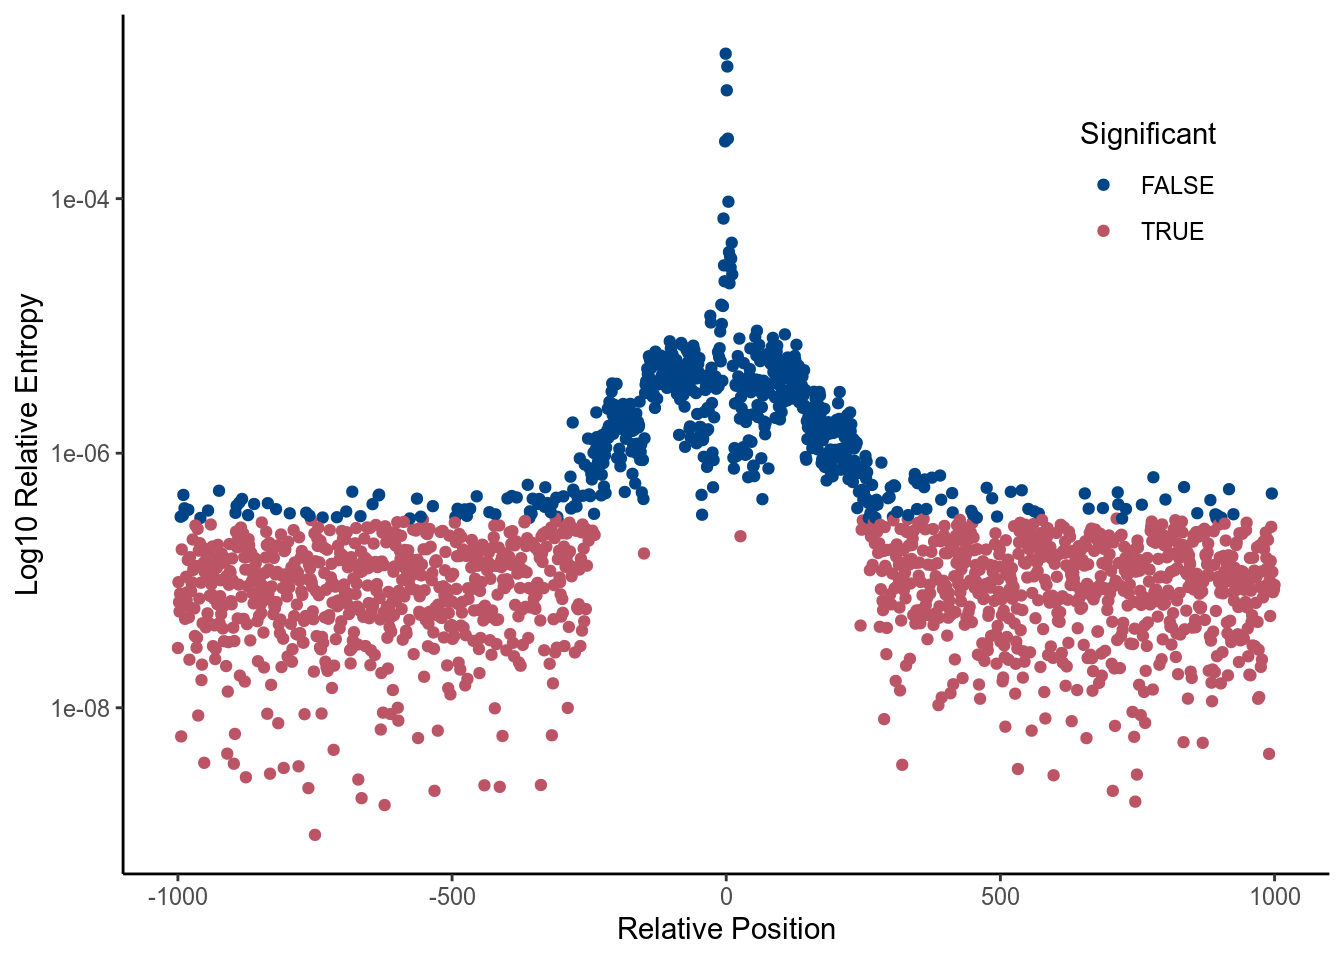 Significant
FALSE
TRUE
Log10 Relative Entropy
1e-04
1e-06
1e-08
-1000
-500
0
500
1000
Relative Position